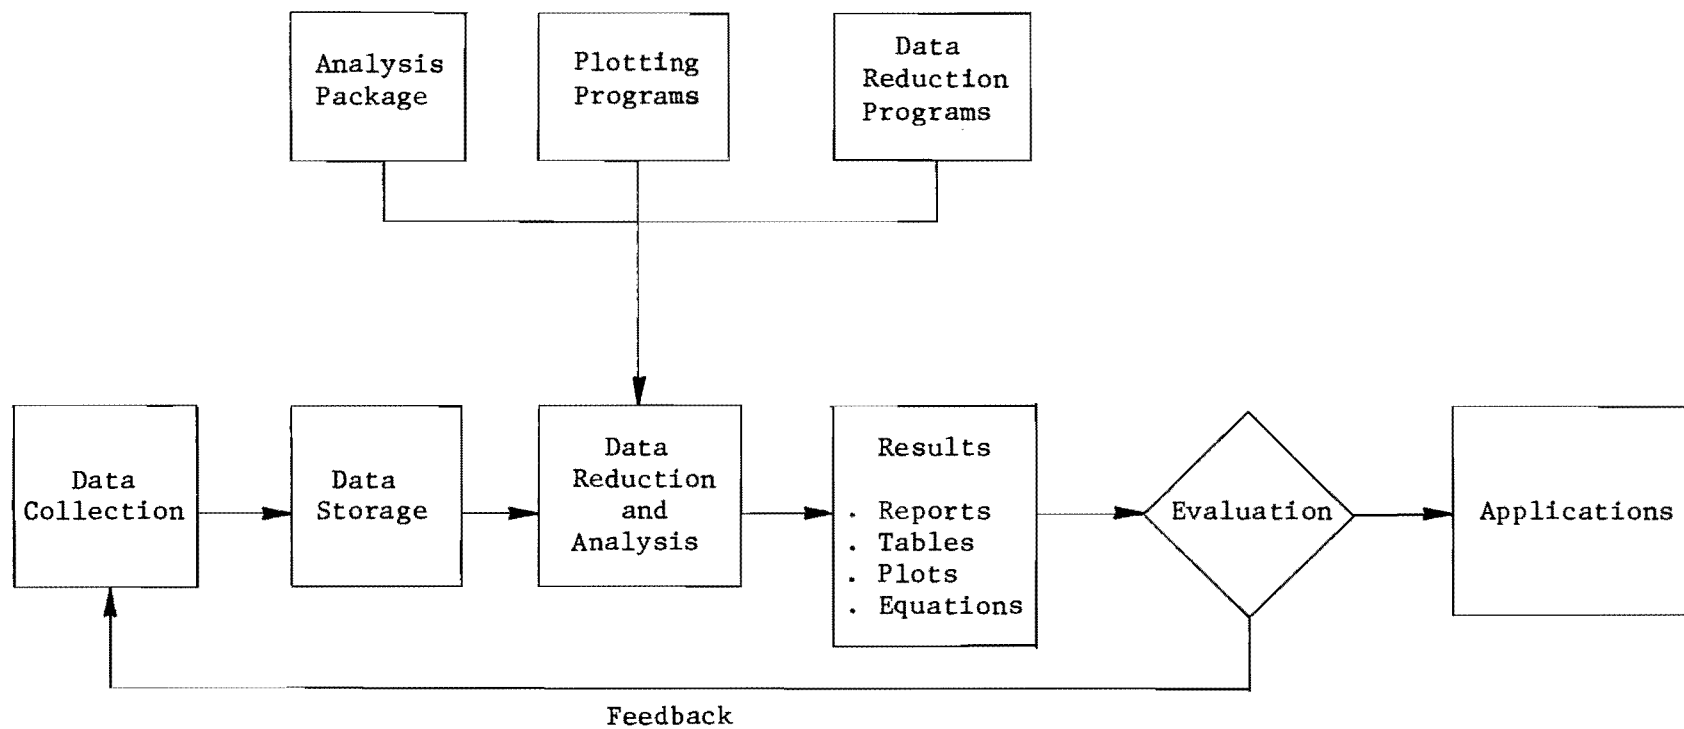 Analysis
Package
Plotting
Programs
Data
Reduction
Programs
Data
Collection
Data
Storage
Data
Reduction
and
Analysis
Results
. Reports
. Tables
. Plots
. Equations
Evaluation
Applications
Feedback